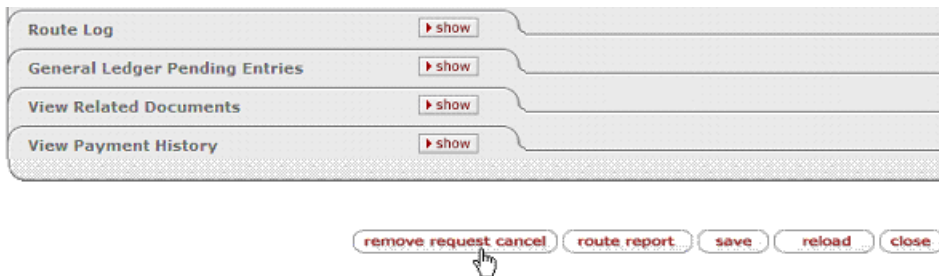 Route Log show
General Ledger Pending Entries show
View Related Documents show
View Payment History show
remove request cancel route report save reload close